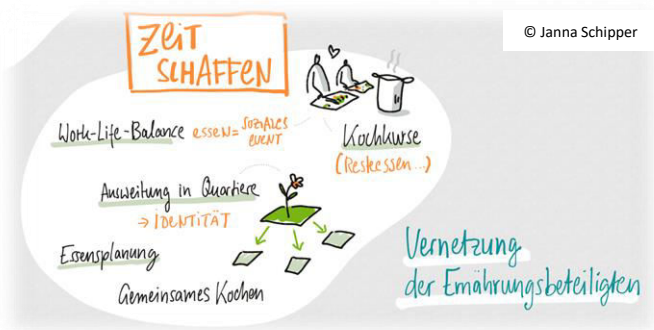 © Janna Schipper
ZEIT
SCHAFFEN
Work-Life-Balance essen= SOZIALES
EVENT
Kochkurse
(Resteessen...)
Ausweitung in Quartiere
→ IDENTITÄT
Essensplanung
Gemeinsames Kochen
Vernetzung
der Ernährungsbeteiligten